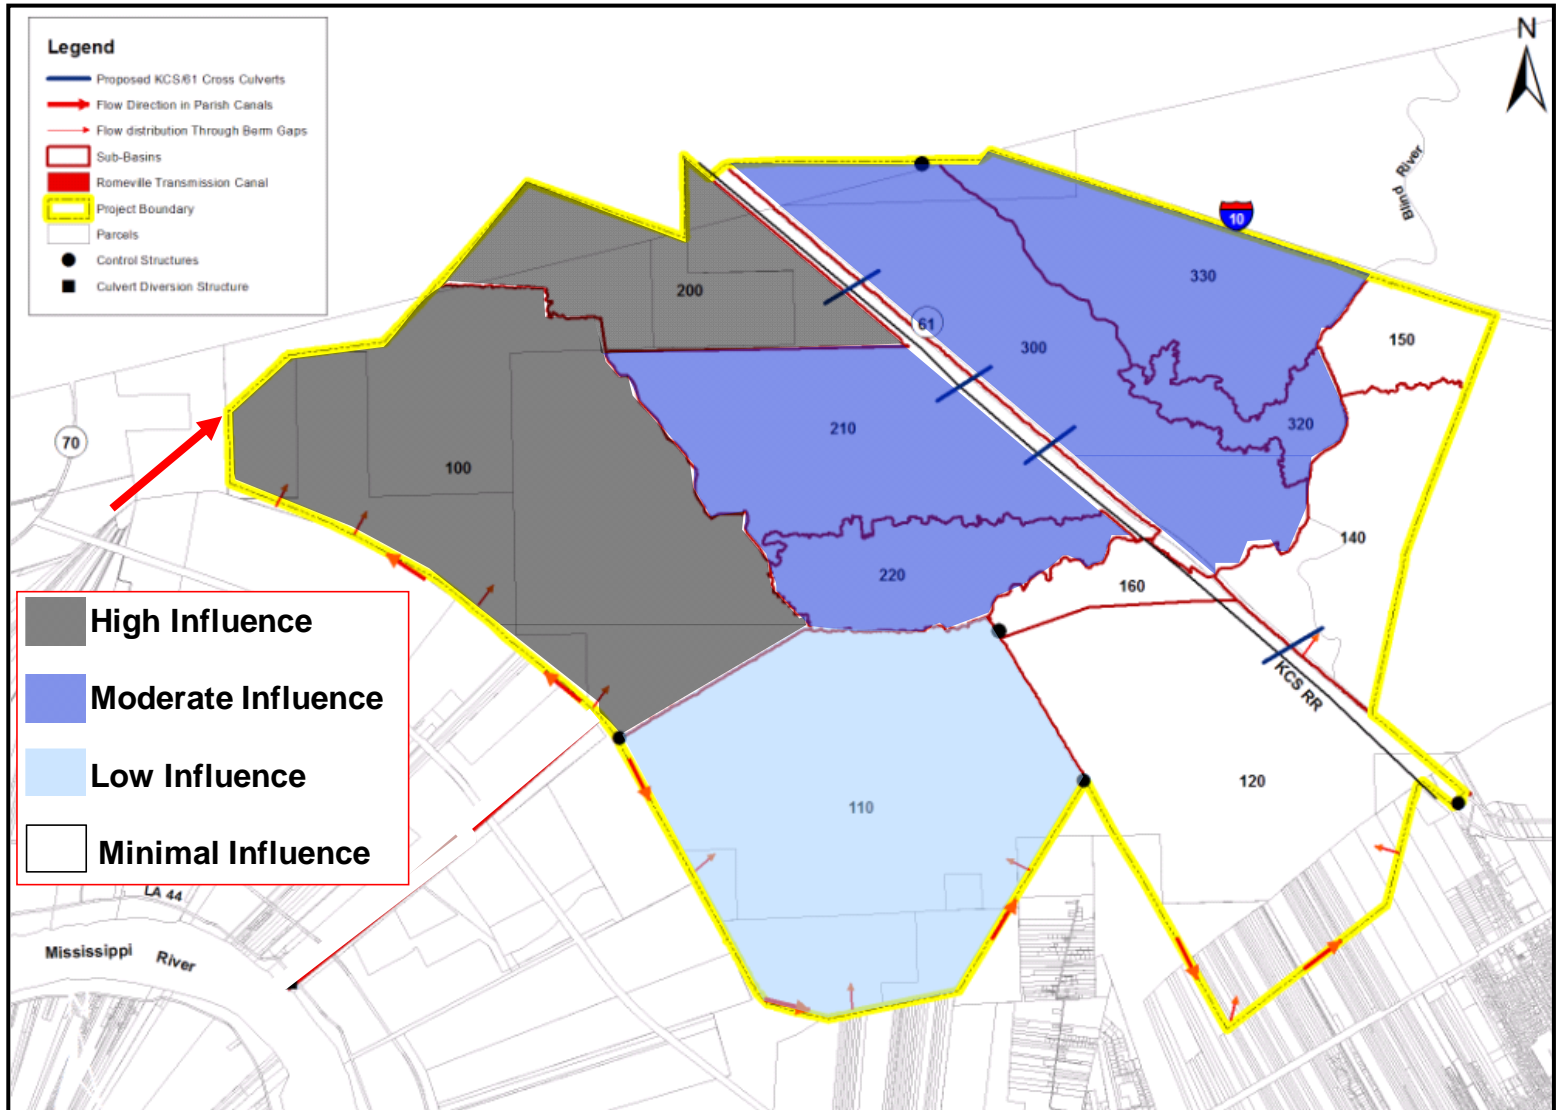 Legend
Proposed KCS/61 Cross Culverts
Flow Direction in Parish Canals
Flow distribution Through Berm Gaps
Sub-Basins
Romeville Transmission Canal
Project Boundary
Parcels
Control Structures
Culvert Diversion Structure
N
Blind River
10
330
200
61
300
150
210
320
70
100
140
220
160
High Influence
KCS RR
Moderate Influence
Low Influence
120
110
Minimal Influence
LA 44
Mississippi River